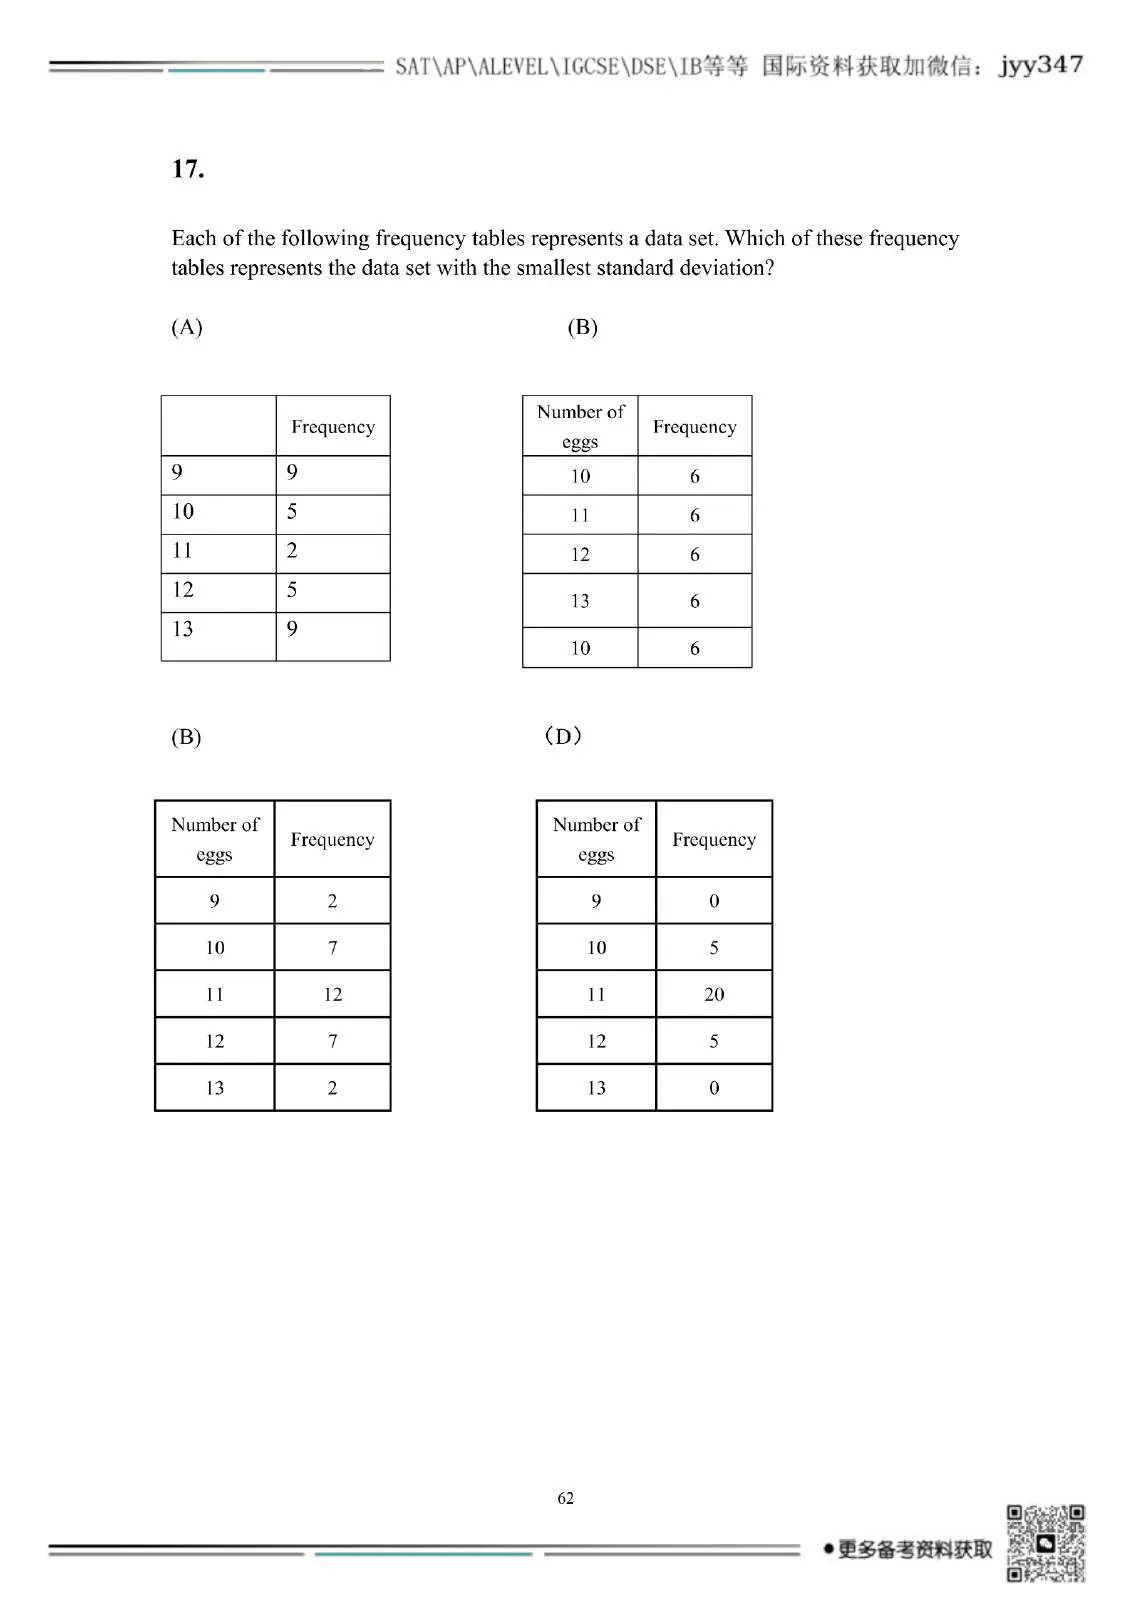 SAT\AP\ALEVEL\IGCSE\DSE\IB等等 国际资料获取加微信: jyy347
17.
Each of the following frequency tables represents a data set. Which of these frequency
tables represents the data set with the smallest standard deviation?
(A) (B)
Frequency
9 9
10 5
11 2
12 5
13 9
Number of
eggs
Frequency
10 6
11 6
12 6
13 6
10 6
(B) （D）
Number of
eggs
Frequency
9 2
10 7
11 12
12 7
13 2
Number of
eggs
Frequency
9 0
10 5
11 20
12 5
13 0
62
●更多备考资料获取